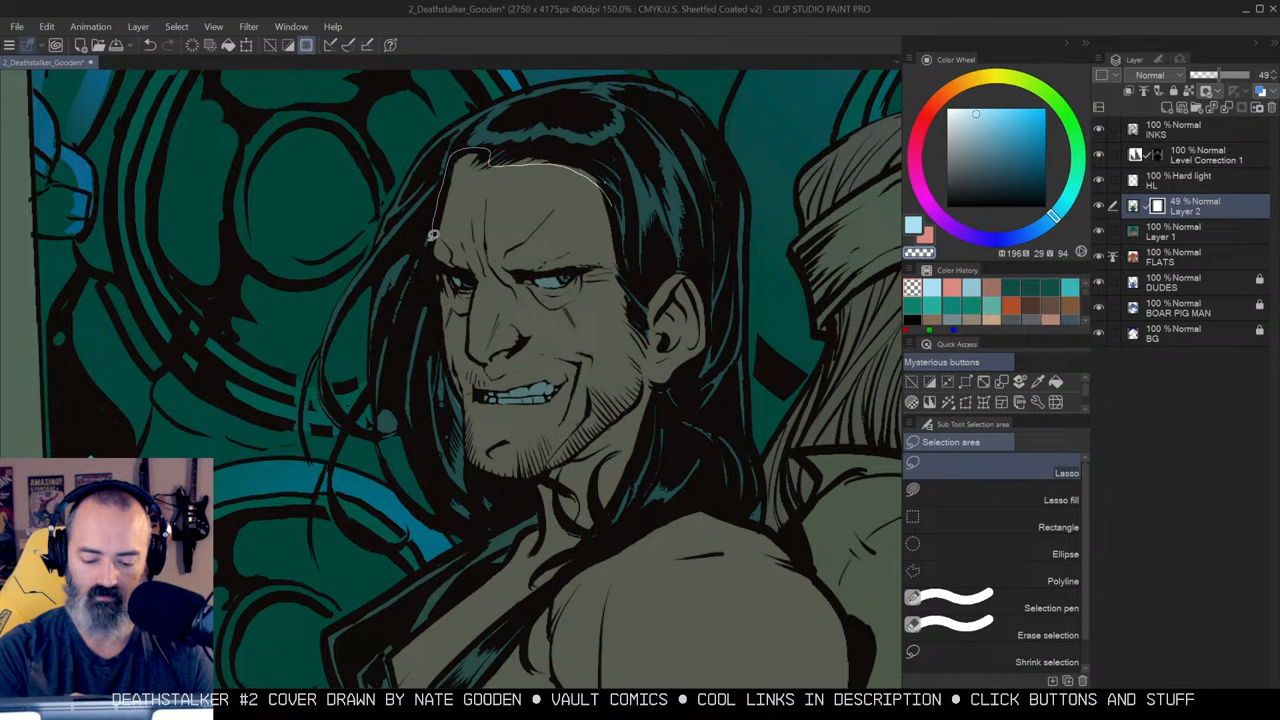 2_Deathstalker_Gooden* (2750 x 4175px 400dpi 150.0% : CMYK:U.S. Sheetfed Coated v2) - CLIP STUDIO PAINT PRO
File Edit Animation Layer Select View Filter Window Help
2_Deathstalker_Gooden*
Color Wheel
H 196 S 29 V 94
Color History
Quick Access
Mysterious buttons
Sub Tool: Selection area
Selection area
Lasso
Lasso fill
Rectangle
Ellipse
Polyline
Selection pen
Erase selection
Shrink selection
Layer
Normal 49
100 % Normal
INKS
100 % Normal
Level Correction 1
100 % Hard light
HL
49 % Normal
Layer 2
100 % Normal
Layer 1
100 % Normal
FLATS
100 % Normal
DUDES
100 % Normal
BOAR PIG MAN
100 % Normal
BG
AMAZING
DEATHSTALKER #2 COVER DRAWN BY NATE GOODEN ● VAULT COMICS ● COOL LINKS IN DESCRIPTION ● CLICK BUTTONS AND STUFF